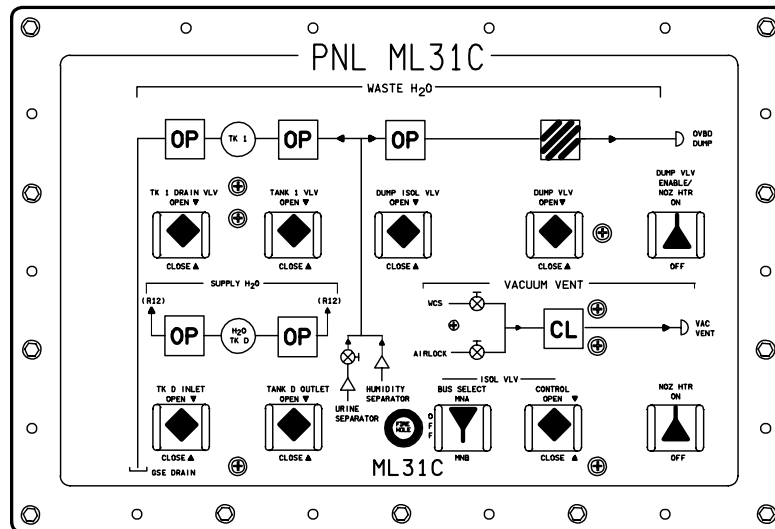 PNL ML31C
WASTE H₂O
OP
TK 1
OP
OP
OVBD
DUMP
TK 1 DRAIN VLV
OPEN ▼
CLOSE ▲
TANK 1 VLV
OPEN ▼
CLOSE ▲
DUMP ISOL VLV
OPEN ▼
CLOSE ▲
DUMP VLV
OPEN ▼
CLOSE ▲
DUMP VLV
ENABLE/
NOZ HTR
ON
OFF
SUPPLY H₂O
(R12)
(R12)
OP
H₂O
TK D
OP
VACUUM VENT
WCS
AIRLOCK
CL
VAC
VENT
URINE
SEPARATOR
HUMIDITY
SEPARATOR
TK D INLET
OPEN ▼
CLOSE ▲
TANK D OUTLET
OPEN ▼
CLOSE ▲
FIRE
HOLE
ISOL VLV
BUS SELECT
MNA
OFF
MNB
CONTROL
OPEN ▼
CLOSE ▲
NOZ HTR
ON
OFF
GSE DRAIN
ML31C